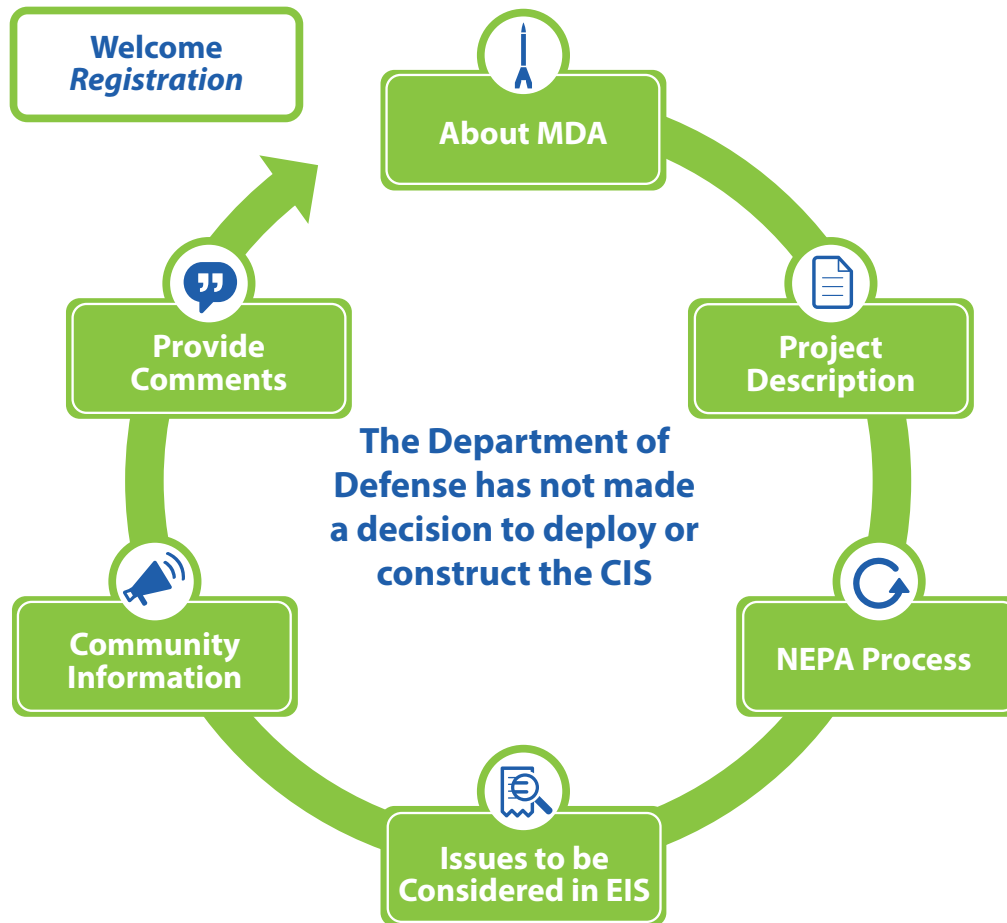 Welcome
Registration
About MDA
Project
Description
NEPA Process
Issues to be
Considered in EIS
Community
Information
Provide
Comments
The Department of
Defense has not made
a decision to deploy or
construct the CIS